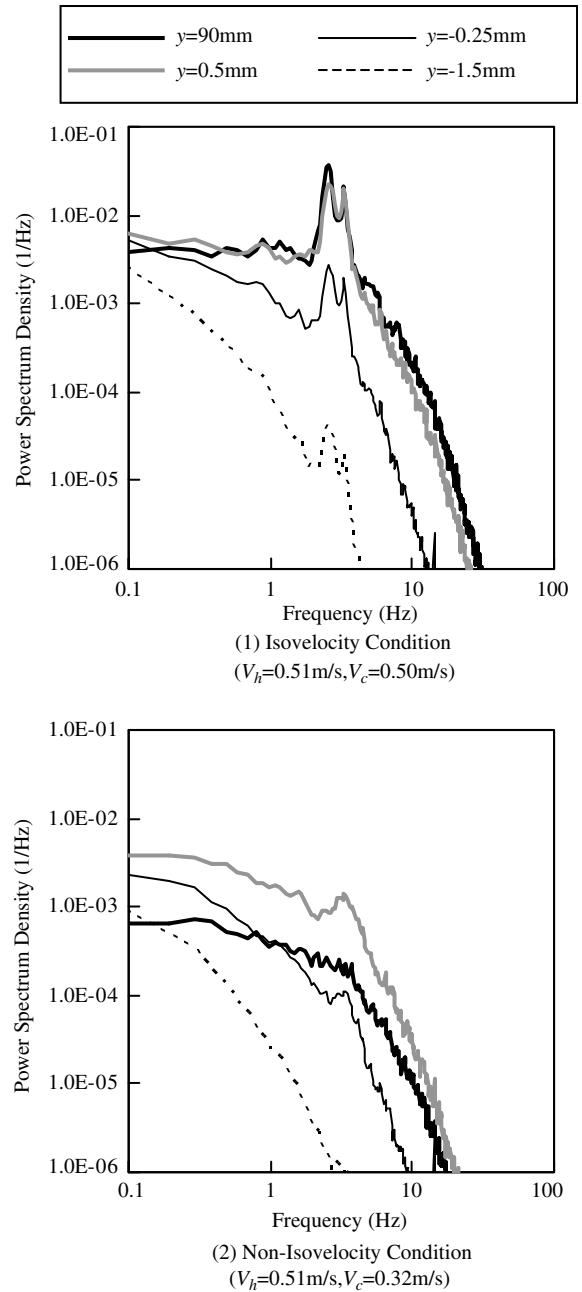 y=90mm y=-0.25mm
y=0.5mm y=-1.5mm
1.0E-01
1.0E-02
1.0E-03
1.0E-04
1.0E-05
1.0E-06
Power Spectrum Density (1/Hz)
0.1 1 10 100
Frequency (Hz)
(1) Isovelocity Condition
(Vh=0.51m/s,Vc=0.50m/s)
1.0E-01
1.0E-02
1.0E-03
1.0E-04
1.0E-05
1.0E-06
Power Spectrum Density (1/Hz)
0.1 1 10 100
Frequency (Hz)
(2) Non-Isovelocity Condition
(Vh=0.51m/s,Vc=0.32m/s)